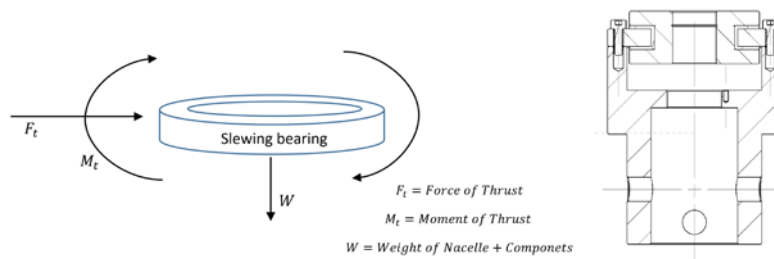 F_t
M_t
Slewing bearing
W
F_t = Force of Thrust
M_t = Moment of Thrust
W = Weight of Nacelle + Componets